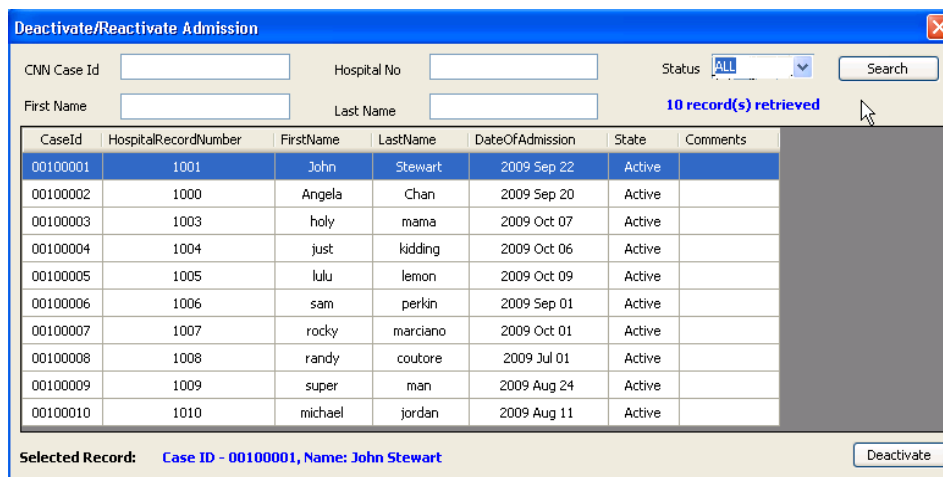 Deactivate/Reactivate Admission
CNN Case Id Hospital No Status ALL Search
First Name Last Name 10 record(s) retrieved
CaseId HospitalRecordNumber FirstName LastName DateOfAdmission State Comments
00100001 1001 John Stewart 2009 Sep 22 Active
00100002 1000 Angela Chan 2009 Sep 20 Active
00100003 1003 holy mama 2009 Oct 07 Active
00100004 1004 just kidding 2009 Oct 06 Active
00100005 1005 lulu lemon 2009 Oct 09 Active
00100006 1006 sam perkin 2009 Sep 01 Active
00100007 1007 rocky marciano 2009 Oct 01 Active
00100008 1008 randy coutore 2009 Jul 01 Active
00100009 1009 super man 2009 Aug 24 Active
00100010 1010 michael jordan 2009 Aug 11 Active
Selected Record: Case ID - 00100001, Name: John Stewart Deactivate